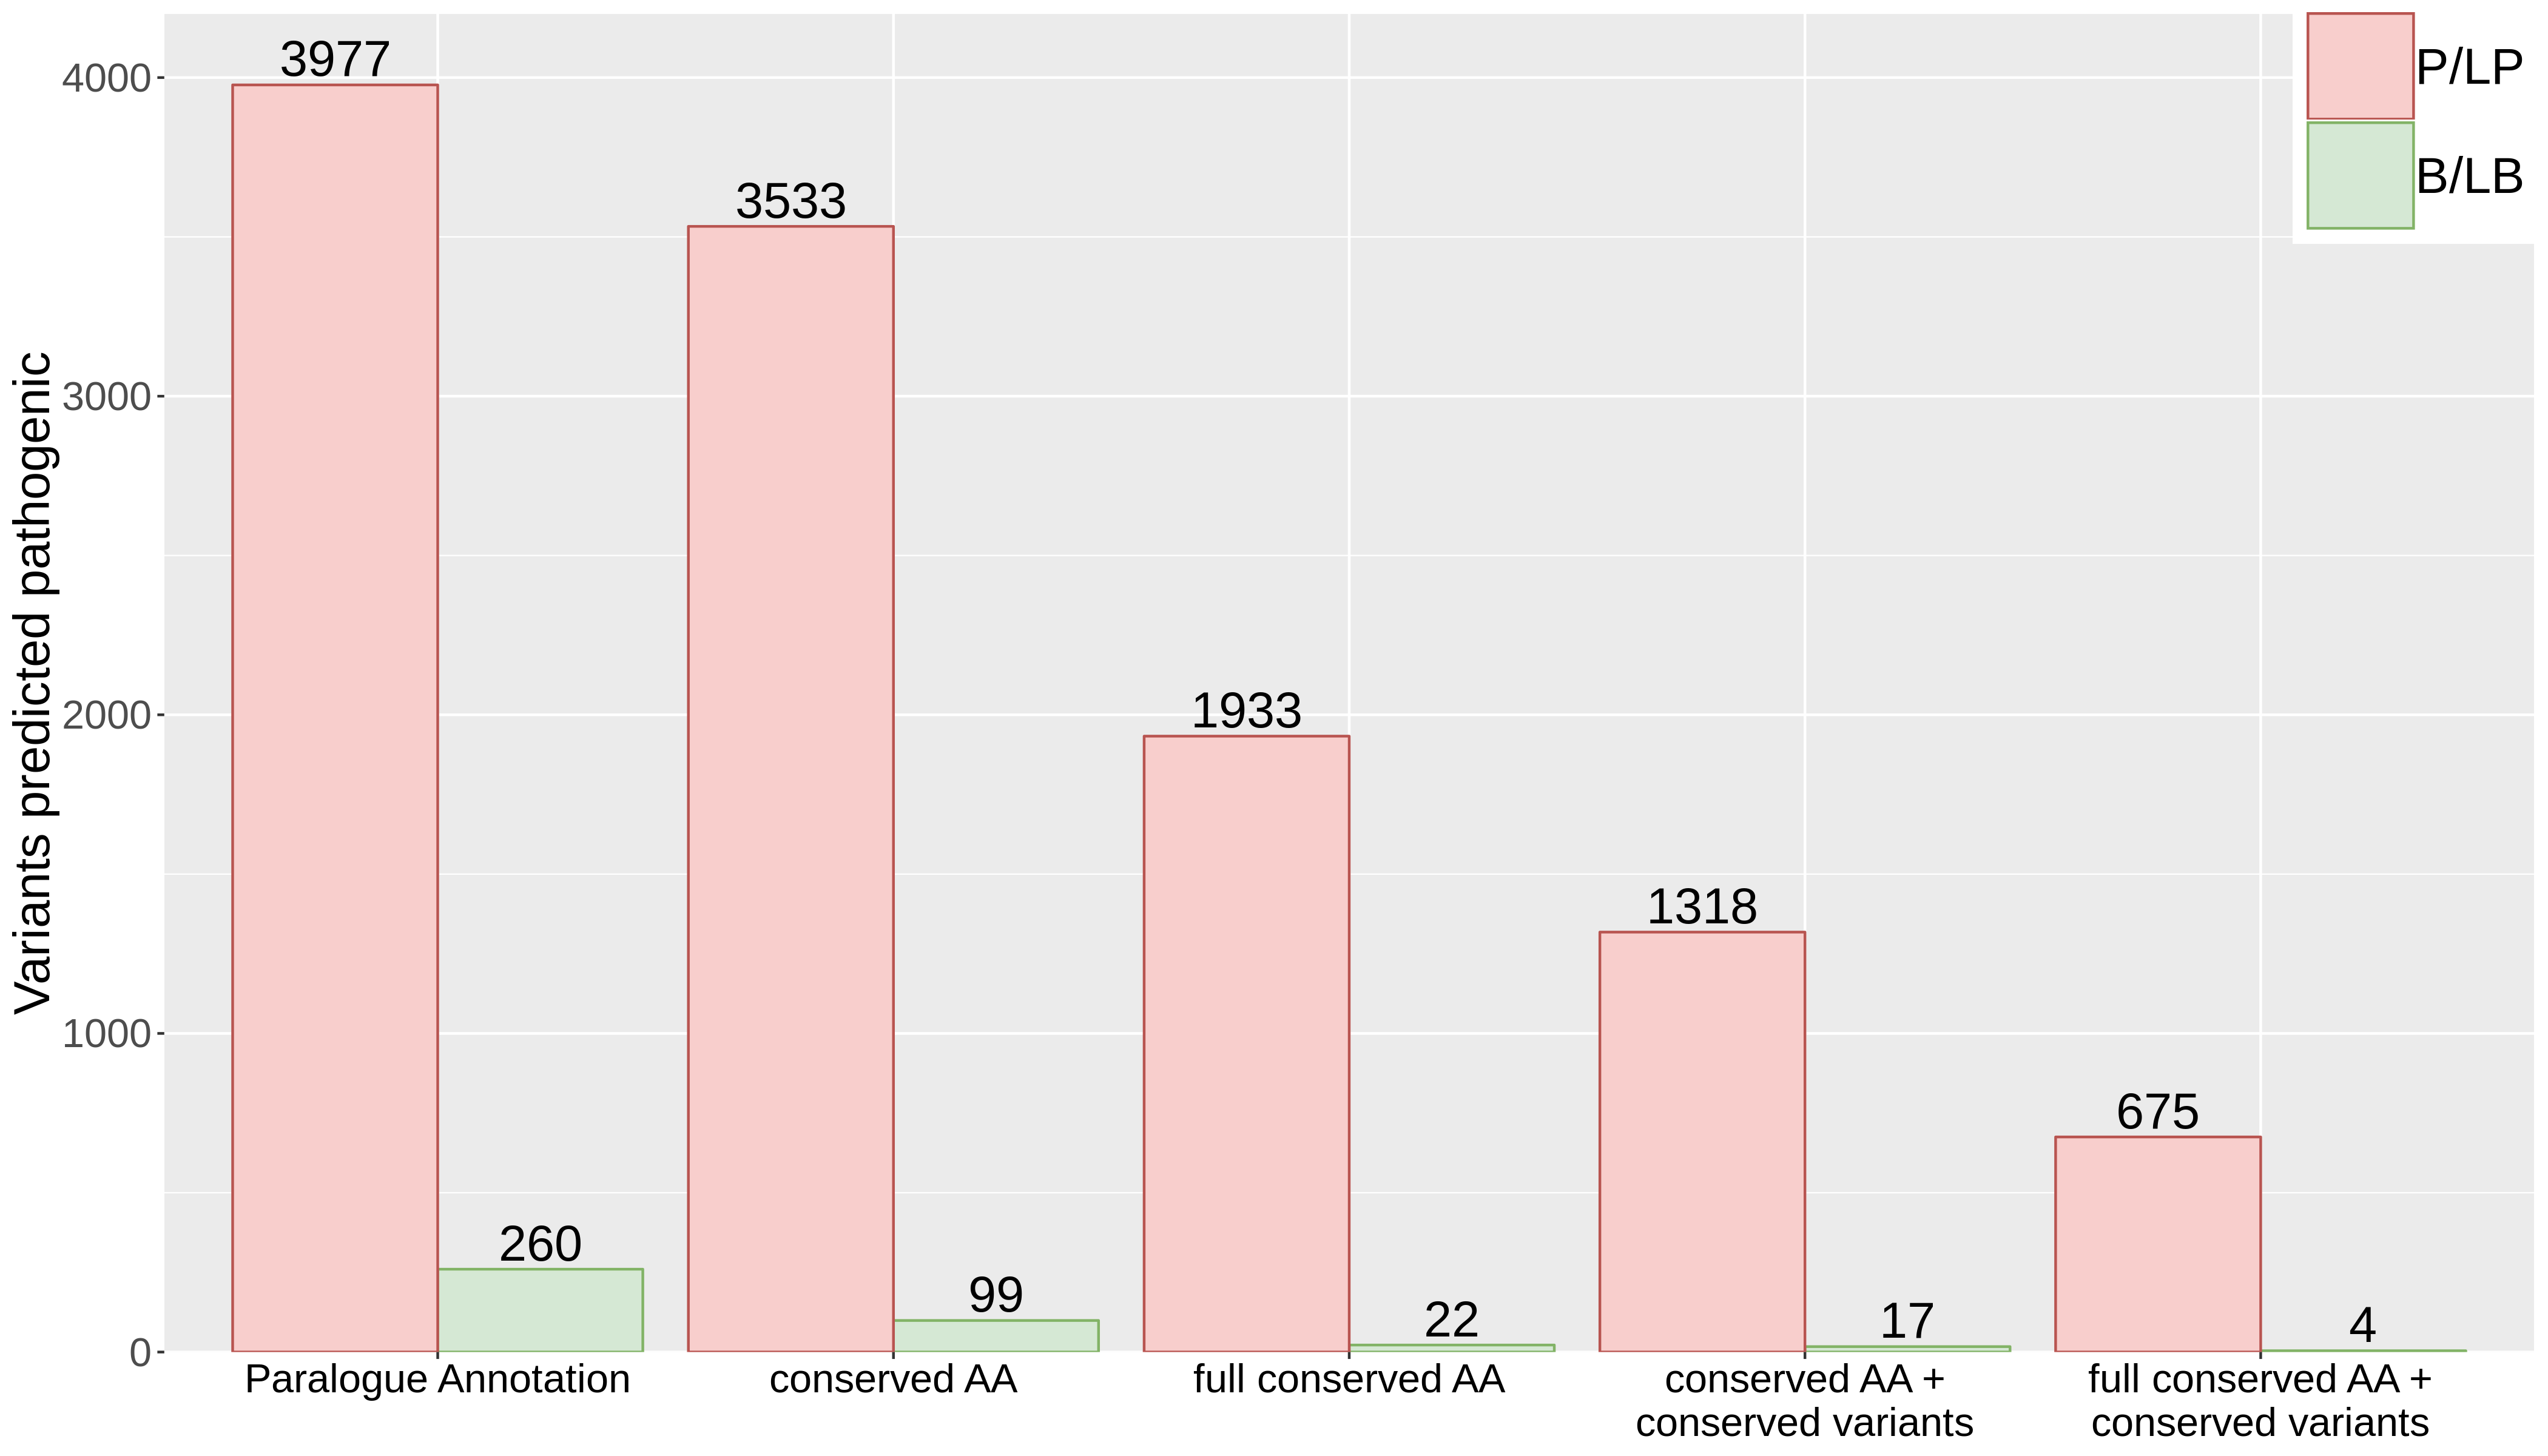 Variants predicted pathogenic
4000
3000
2000
1000
0
3977
260
3533
99
1933
22
1318
17
675
4
P/LP
B/LB
Paralogue Annotation
conserved AA
full conserved AA
conserved AA +
conserved variants
full conserved AA +
conserved variants